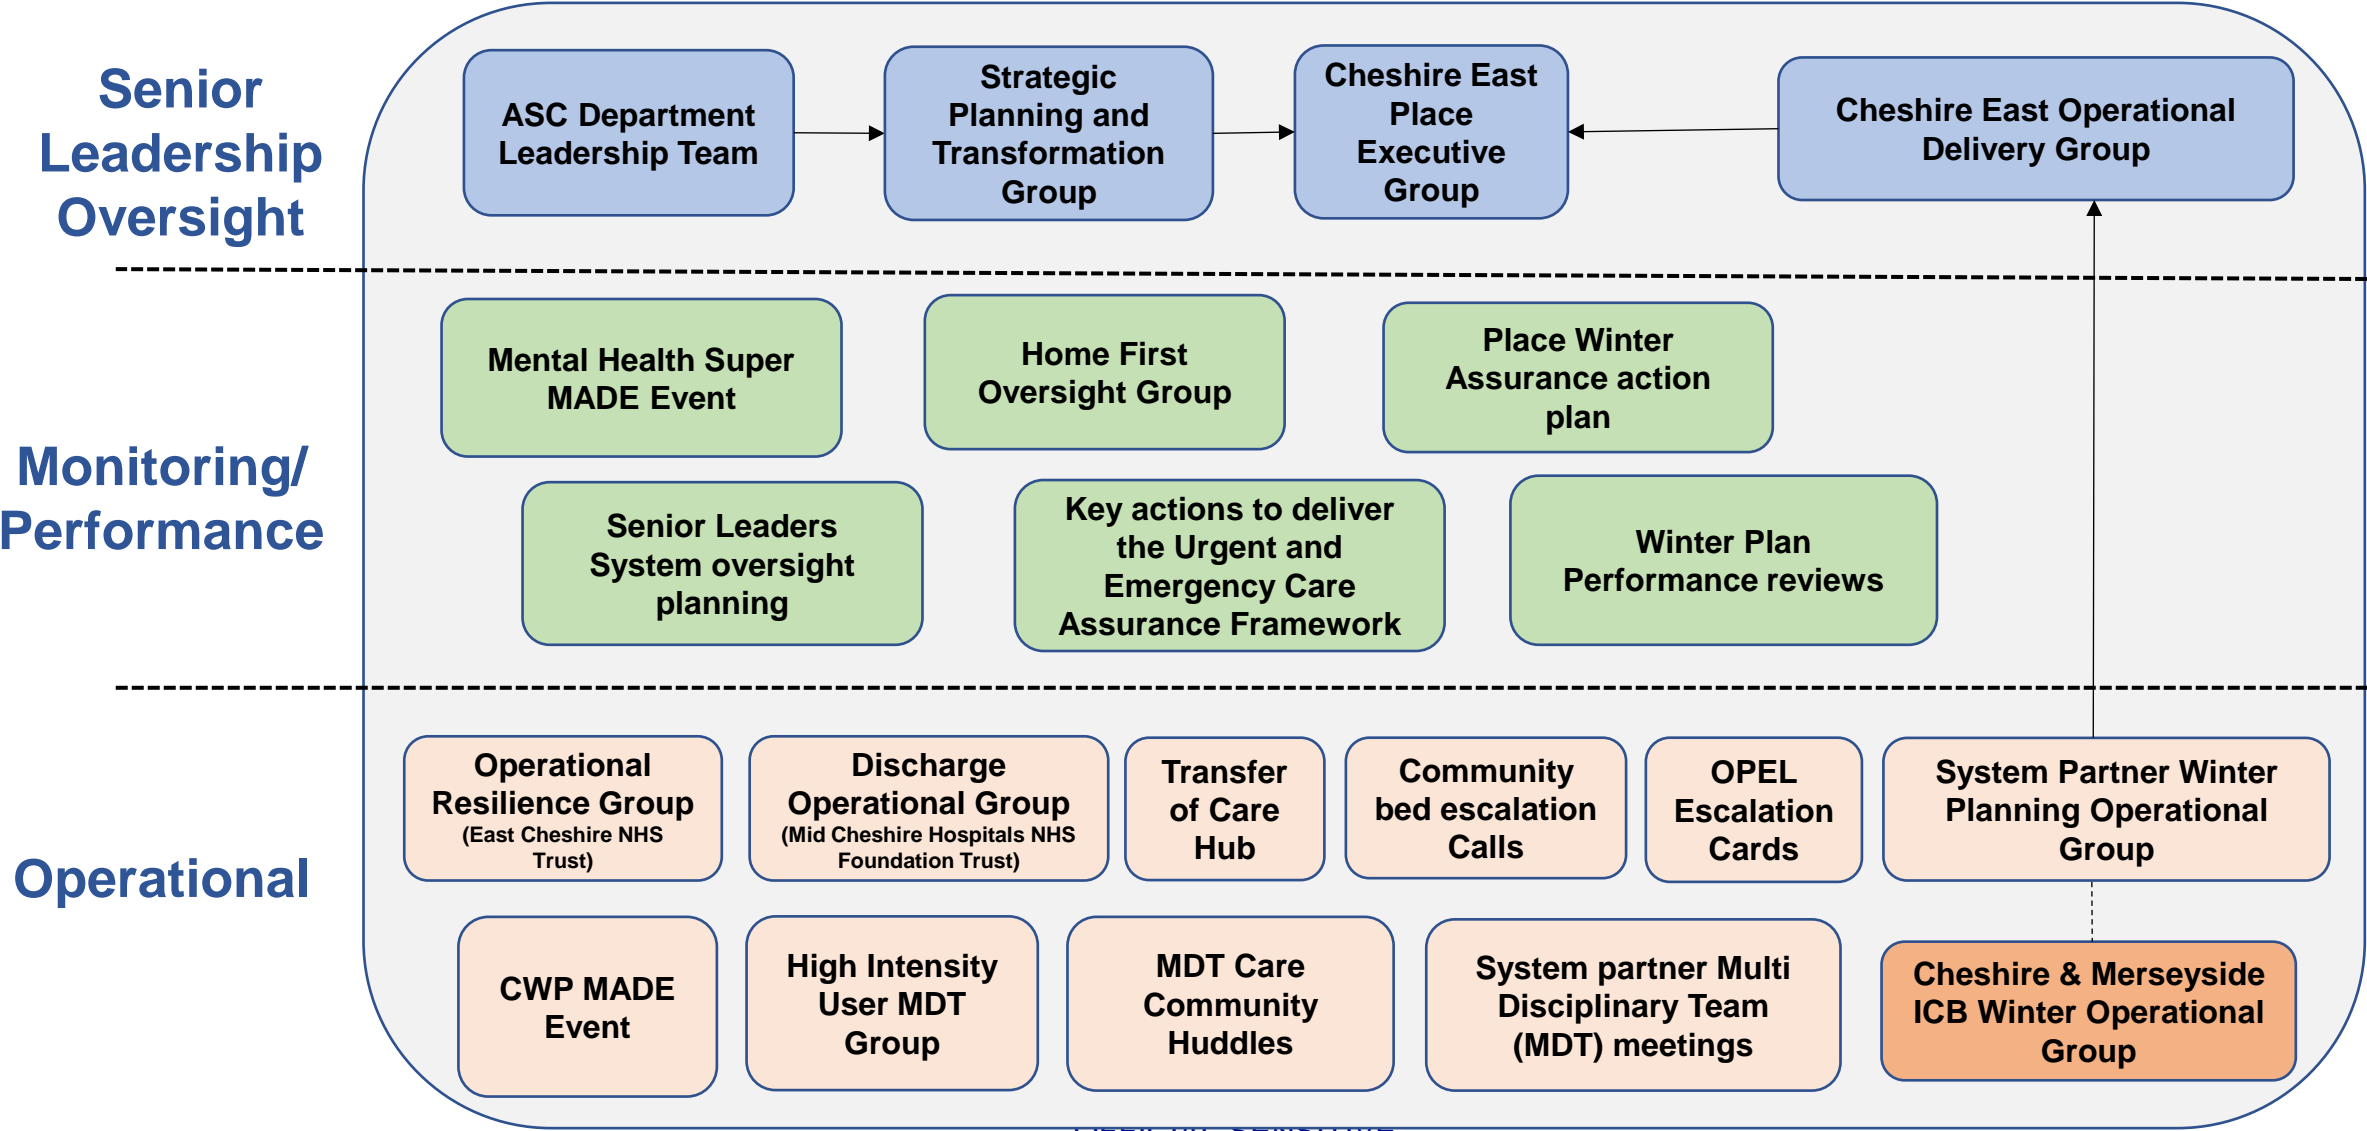 Senior
Leadership
Oversight
ASC Department
Leadership Team
Strategic
Planning and
Transformation
Group
Cheshire East
Place
Executive
Group
Cheshire East Operational
Delivery Group
Monitoring/
Performance
Mental Health Super
MADE Event
Home First
Oversight Group
Place Winter
Assurance action
plan
Senior Leaders
System oversight
planning
Key actions to deliver
the Urgent and
Emergency Care
Assurance Framework
Winter Plan
Performance reviews
Operational
Operational
Resilience Group
(East Cheshire NHS
Trust)
Discharge
Operational Group
(Mid Cheshire Hospitals NHS
Foundation Trust)
Transfer
of Care
Hub
Community
bed escalation
Calls
OPEL
Escalation
Cards
System Partner Winter
Planning Operational
Group
CWP MADE
Event
High Intensity
User MDT
Group
MDT Care
Community
Huddles
System partner Multi
Disciplinary Team
(MDT) meetings
Cheshire & Merseyside
ICB Winter Operational
Group